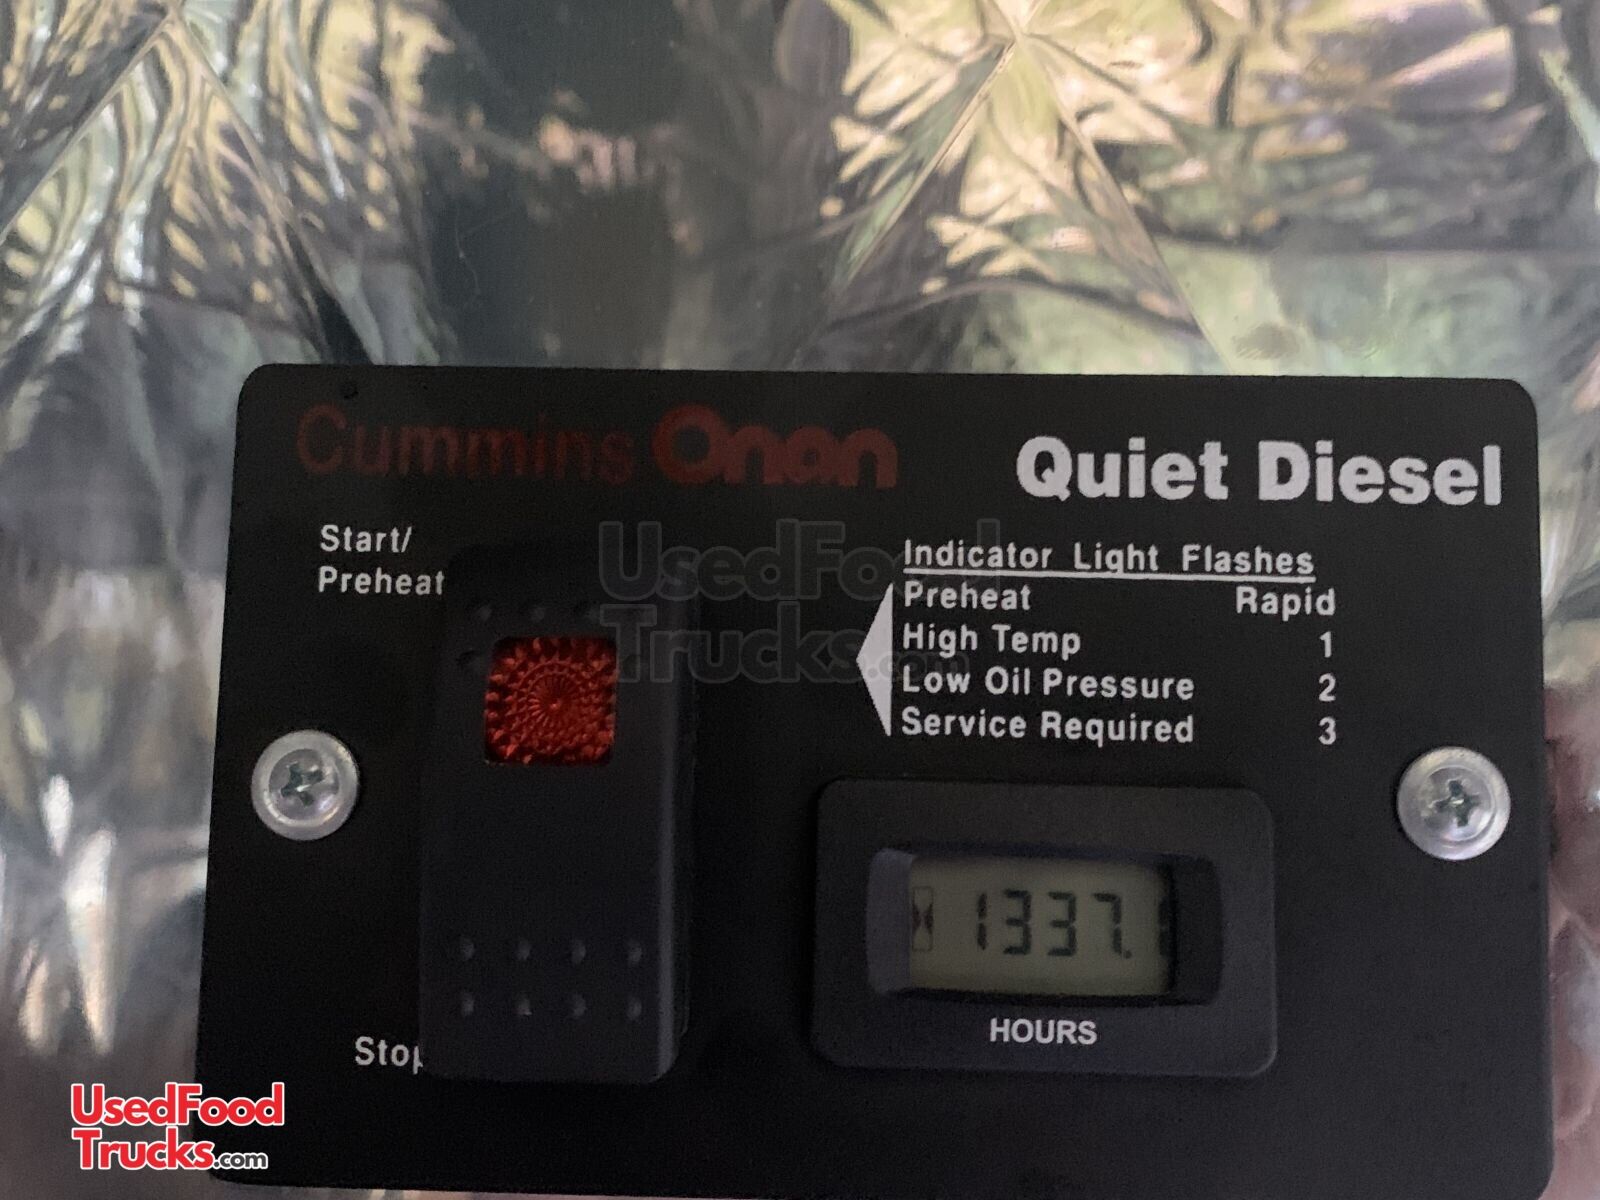 Cummins Onan
Quiet Diesel
Start/
Preheat
Indicator Light Flashes
Preheat Rapid
High Temp 1
Low Oil Pressure 2
Service Required 3
1337.
HOURS
Stop
UsedFood
Trucks.com
UsedFood
Trucks.com